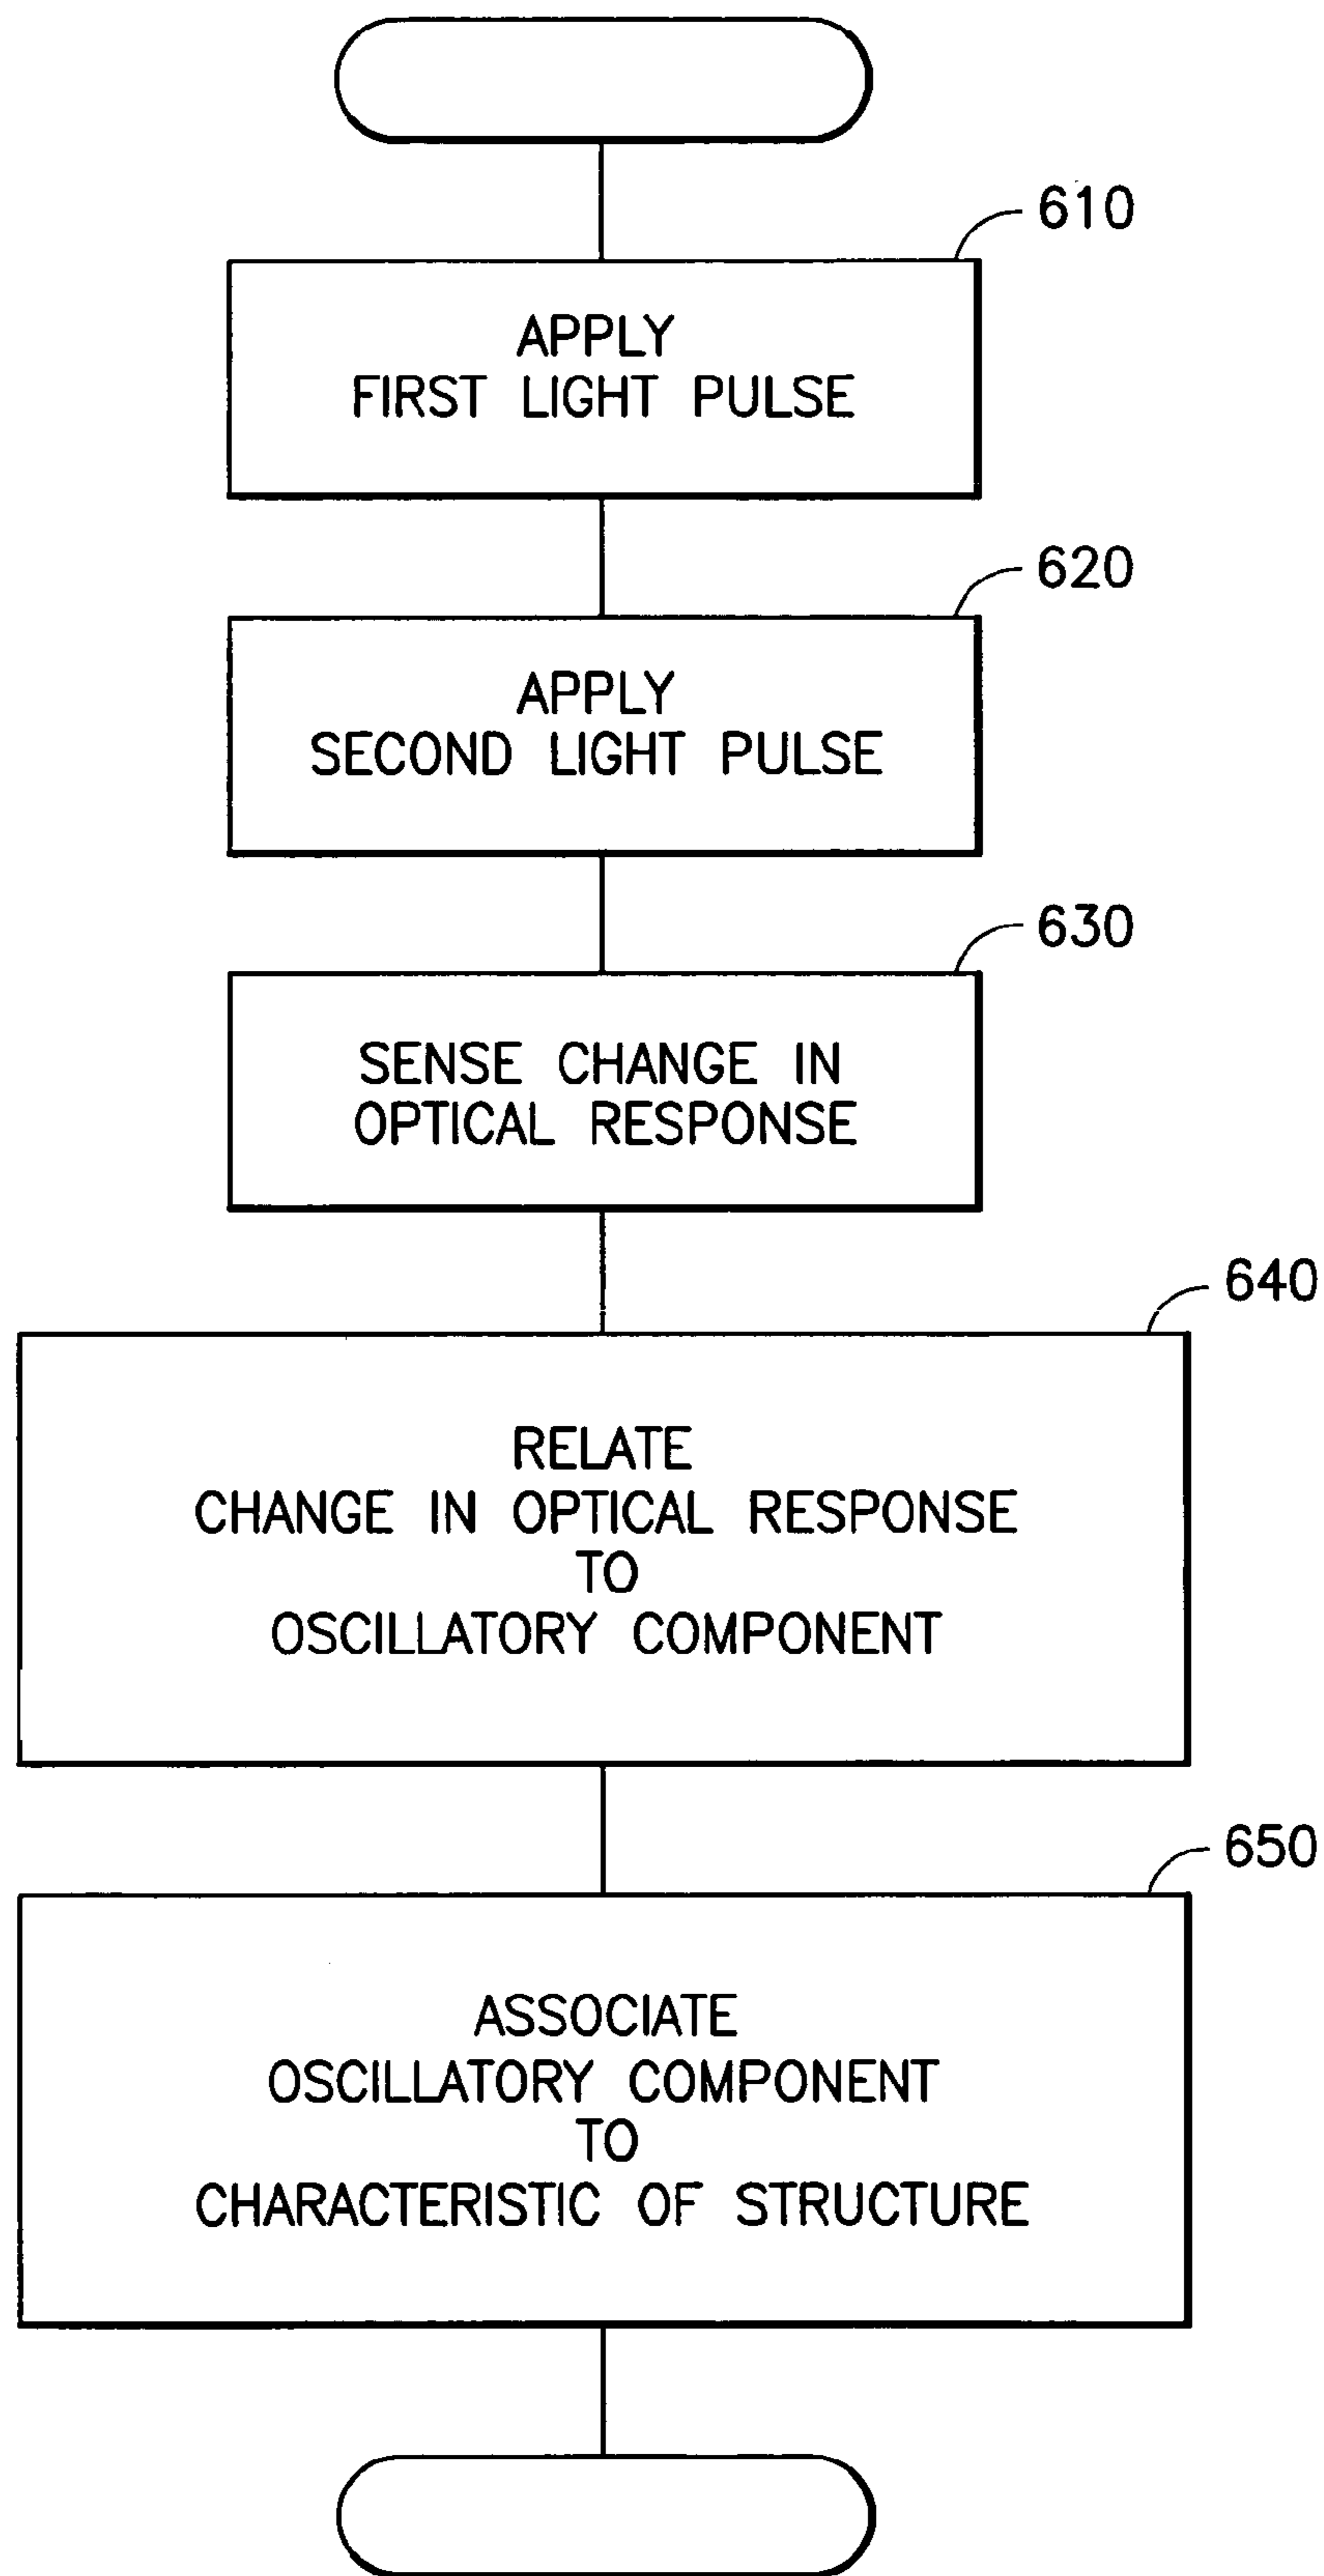 610
APPLY
FIRST LIGHT PULSE
620
APPLY
SECOND LIGHT PULSE
630
SENSE CHANGE IN
OPTICAL RESPONSE
640
RELATE
CHANGE IN OPTICAL RESPONSE
TO
OSCILLATORY COMPONENT
650
ASSOCIATE
OSCILLATORY COMPONENT
TO
CHARACTERISTIC OF STRUCTURE